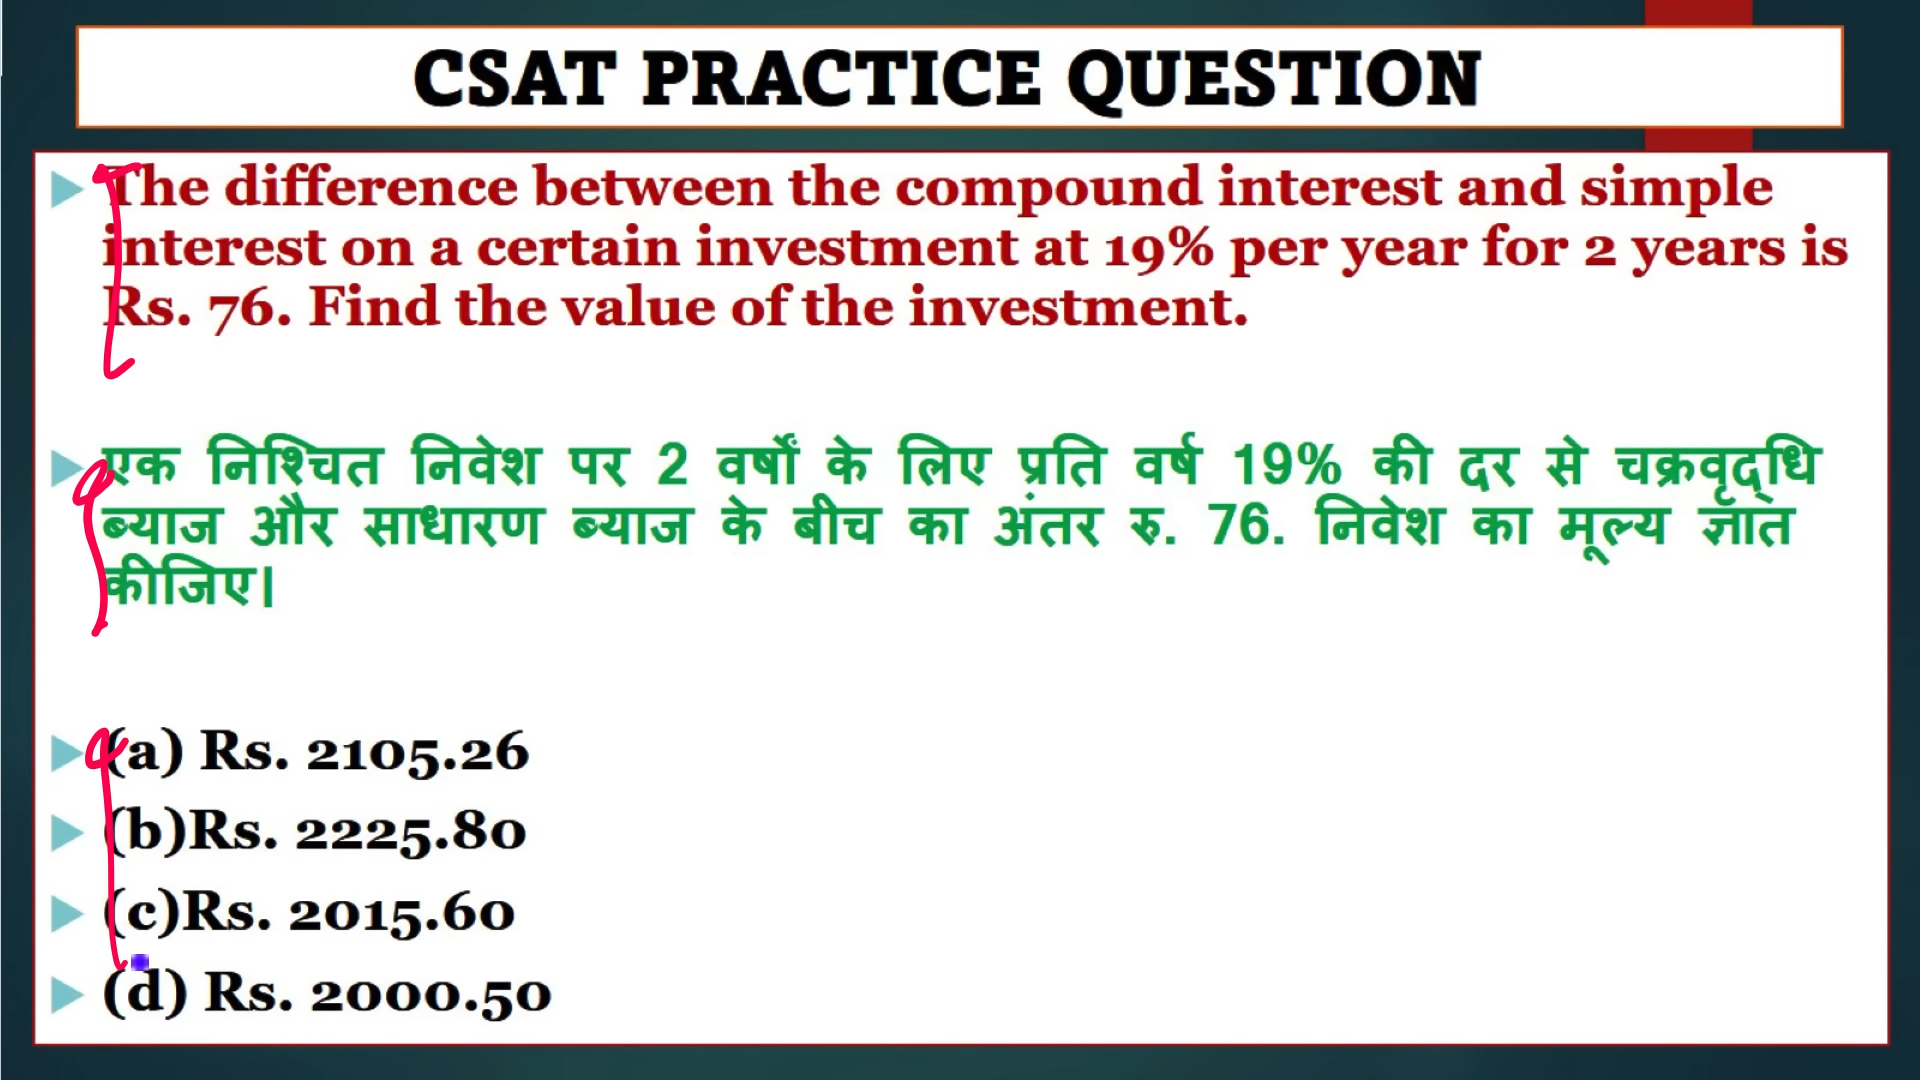 CSAT PRACTICE QUESTION
The difference between the compound interest and simple
interest on a certain investment at 19% per year for 2 years is
Rs. 76. Find the value of the investment.
एक निश्चित निवेश पर 2 वर्षों के लिए प्रति वर्ष 19% की दर से चक्रवृद्धि
ब्याज और साधारण ब्याज के बीच का अंतर रु. 76. निवेश का मूल्य ज्ञात
कीजिए।
(a) Rs. 2105.26
(b)Rs. 2225.80
(c)Rs. 2015.60
(d) Rs. 2000.50